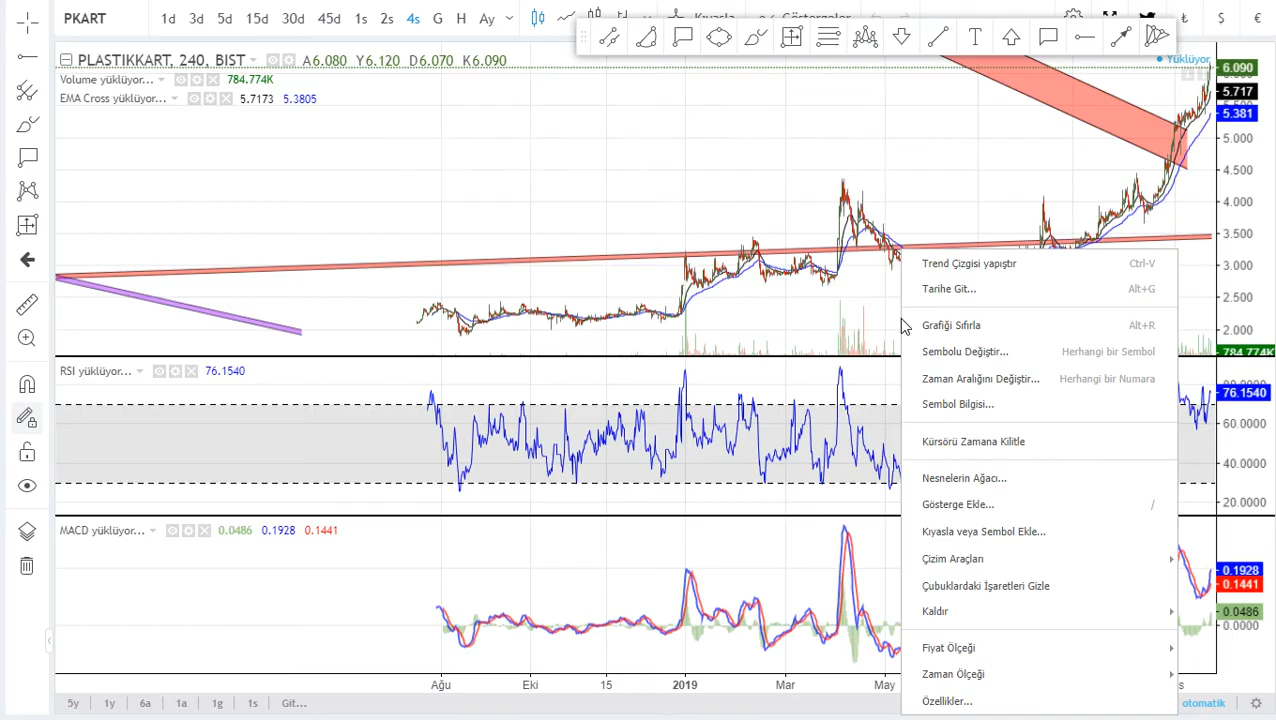 PKART
1d
3d
5d
15d
30d
45d
1s
2s
4s
G
H
Ay
Kıyasla
Göstergeler
₺
$
€
T
PLASTİKKART, 240, BIST
A6.080 Y6.120 D6.070 K6.090
Volume yüklüyor...
784.774K
EMA Cross yüklüyor...
5.7173
5.3805
Yüklüyor
6.090
5.717
5.381
5.000
4.500
4.000
3.500
3.000
2.500
2.000
784.774K
RSI yüklüyor...
76.1540
76.1540
60.0000
40.0000
20.0000
MACD yüklüyor...
0.0486
0.1928
0.1441
0.1928
0.1441
0.0486
0.0000
Trend Çizgisi yapıştır Ctrl-V
Tarihe Git... Alt+G
Grafiği Sıfırla Alt+R
Sembolu Değiştir... Herhangi bir Sembol
Zaman Aralığını Değiştir... Herhangi bir Numara
Sembol Bilgisi...
Kürsörü Zamana Kilitle
Nesnelerin Ağacı...
Gösterge Ekle... /
Kıyasla veya Sembol Ekle...
Çizim Araçları
Çubuklardaki İşaretleri Gizle
Kaldır
Fiyat Ölçeği
Zaman Ölçeği
Özellikler...
Ağu
Eki
15
2019
Mar
May
5y
1y
6a
1a
1g
1s
Git...
otomatik